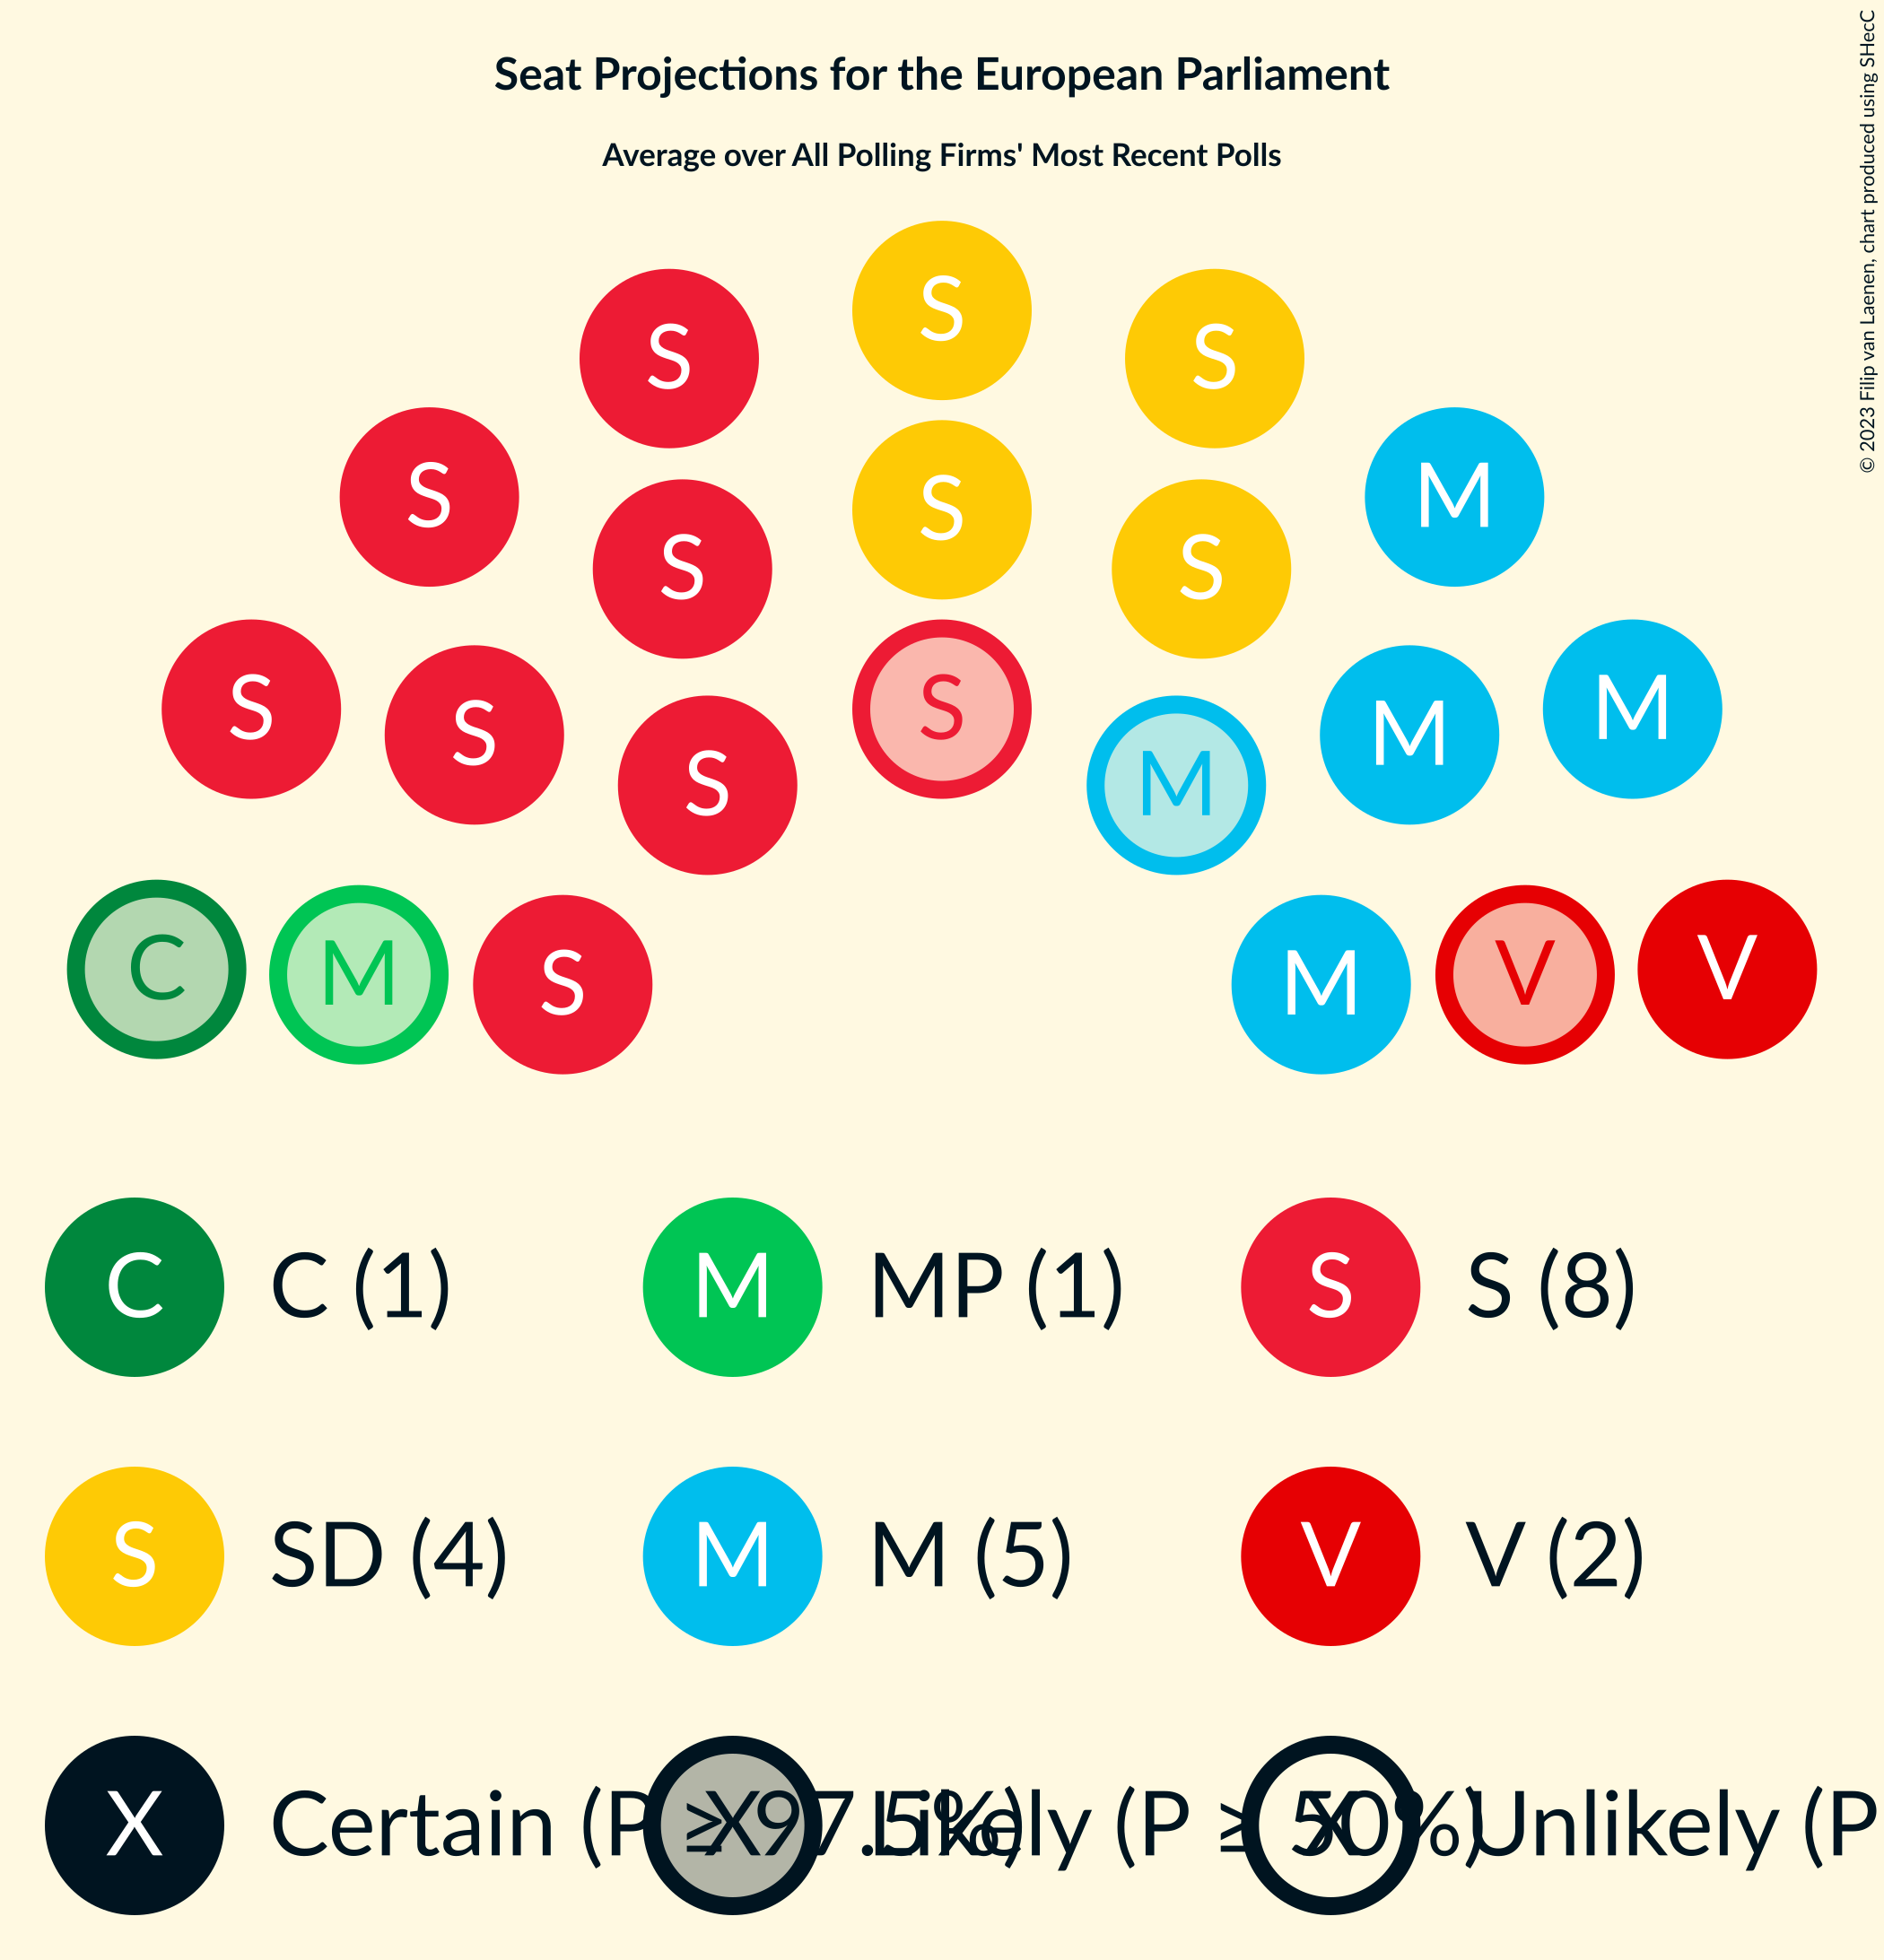 Seat Projections for the European Parliament
Average over All Polling Firms' Most Recent Polls
© 2023 Filip van Laenen, chart produced using SHecC
S
S S
S S M
S S
S S M
S S M M
S M
C M S M V V
C C (1) M MP (1) S S (8)
S SD (4) M M (5) V V (2)
X Certain (P ≥ 97.5%) X Likely (P ≥ 50%) X Unlikely (P